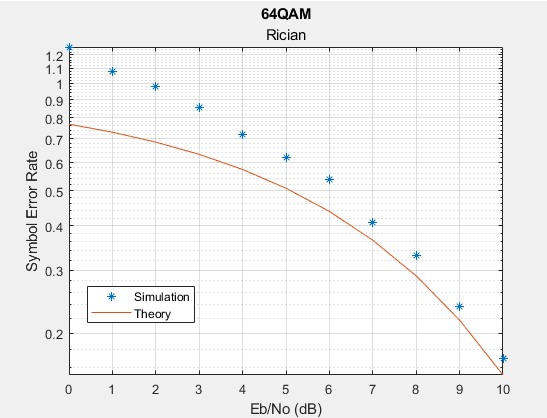 64QAM
Rician
1.2
1.1
1
0.9
0.8
0.7
0.6
0.5
0.4
0.3
0.2
Symbol Error Rate
Simulation
Theory
0 1 2 3 4 5 6 7 8 9 10
Eb/No (dB)